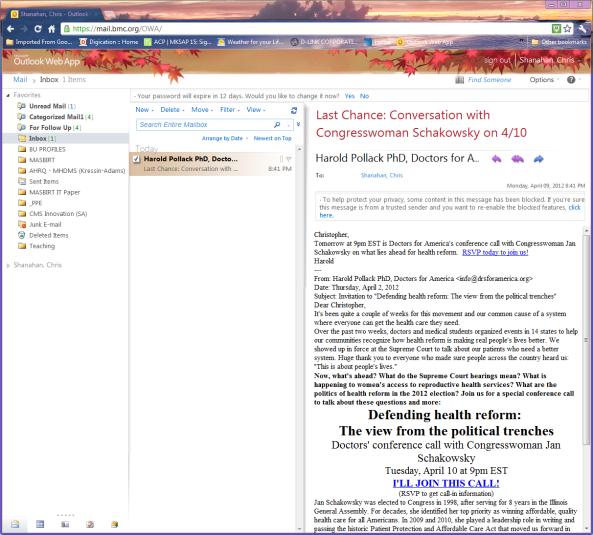 Shanahan, Chris - Outlook
https://mail.bmc.org/OWA/
Imported From Goo... Digication : Home ACP | MKSAP 15: Sig... Weather for your Life... D-LINK CORPORATE... Outlook Web App Other bookmarks
Outlook Web App
sign out Shanahan, Chris
Mail Inbox 1 Items
Find Someone Options
Favorites
Unread Mail (1)
Categorized Mail1 (4)
For Follow Up (4)
Inbox (1)
BU PROFILES
MASBIRT
AHRQ - MHDMS (Kressin-Adams)
Sent Items
MASBIRT IT Paper
_PPE
CMS Innovation (SA)
Junk E-mail
Deleted Items
Teaching
Shanahan, Chris
- Your password will expire in 12 days. Would you like to change it now? Yes No
New - Delete - Move - Filter - View -
Search Entire Mailbox
Arrange by Date - Newest on Top
Today
Harold Pollack PhD, Docto...
Last Chance: Conversation with ... 8:41 PM
Last Chance: Conversation with
Congresswoman Schakowsky on 4/10
Harold Pollack PhD, Doctors for A...
To: Shanahan, Chris
Monday, April 09, 2012 8:41 PM
- To help protect your privacy, some content in this message has been blocked. If you're sure
this message is from a trusted sender and you want to re-enable the blocked features, click
here.
Christopher,
Tomorrow at 9pm EST is Doctors for America's conference call with Congresswoman Jan
Schakowsky on what lies ahead for health reform. RSVP today to join us!
Harold
---
From: Harold Pollack PhD, Doctors for America <info@drsforamerica.org>
Date: Thursday, April 2, 2012
Subject: Invitation to "Defending health reform: The view from the political trenches"
Dear Christopher,
It's been quite a couple of weeks for this movement and our common cause of a system
where everyone can get the health care they need.
Over the past two weeks, doctors and medical students organized events in 14 states to help
our communities recognize how health reform is making real people's lives better. We
showed up in force at the Supreme Court to talk about our patients who need a better
system. Huge thank you to everyone who made sure people across the country heard us:
"This is about people's lives."
Now, what's ahead? What do the Supreme Court hearings mean? What is
happening to women's access to reproductive health services? What are the
politics of health reform in the 2012 election? Join us for a special conference call
to talk about these questions and more:
Defending health reform:
The view from the political trenches
Doctors' conference call with Congresswoman Jan
Schakowsky
Tuesday, April 10 at 9pm EST
I'LL JOIN THIS CALL!
(RSVP to get call-in information)
Jan Schakowsky was elected to Congress in 1998, after serving for 8 years in the Illinois
General Assembly. For decades, she identified her top priority as winning affordable, quality
health care for all Americans. In 2009 and 2010, she played a leadership role in writing and
passing the historic Patient Protection and Affordable Care Act that moved us forward in